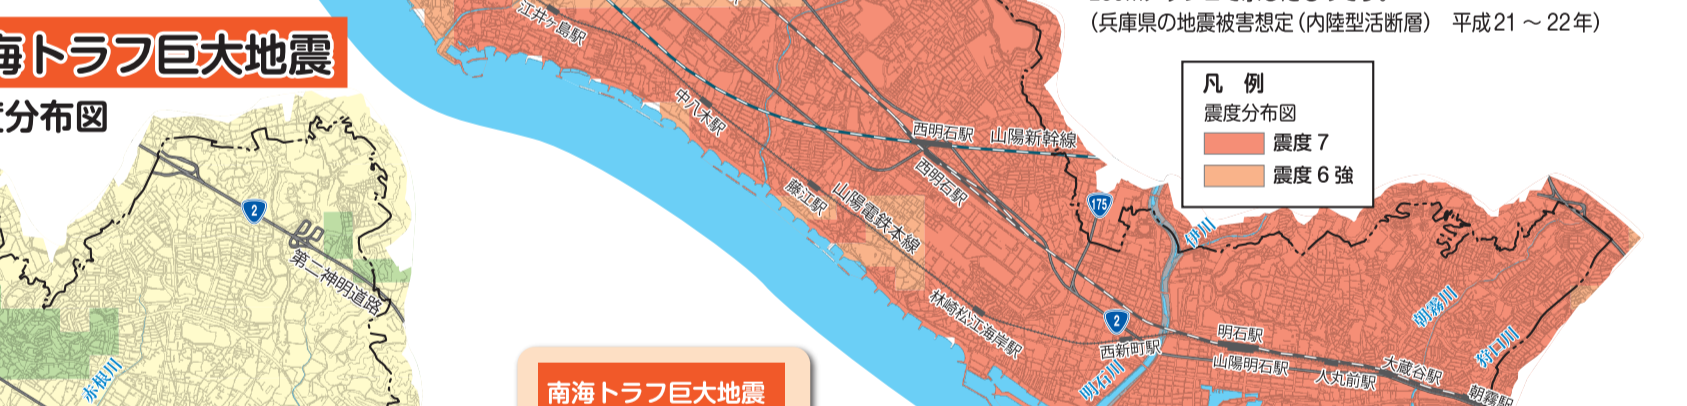 (兵庫県の地震被害想定(内陸型活断層) 平成21~22年)
海トラフ巨大地震
度分布図
凡 例
震度分布図
震度7
震度6強
江井ヶ島駅
中八木駅
西明石駅
山陽新幹線
西明石駅
藤江駅
山陽電鉄本線
175
伊川
2
第二神明道路
林崎松江海岸駅
2
朝霧川
狩口川
明石駅
西新町駅
山陽明石駅
人丸前駅
大蔵谷駅
朝霧駅
明石川
赤根川
南海トラフ巨大地震